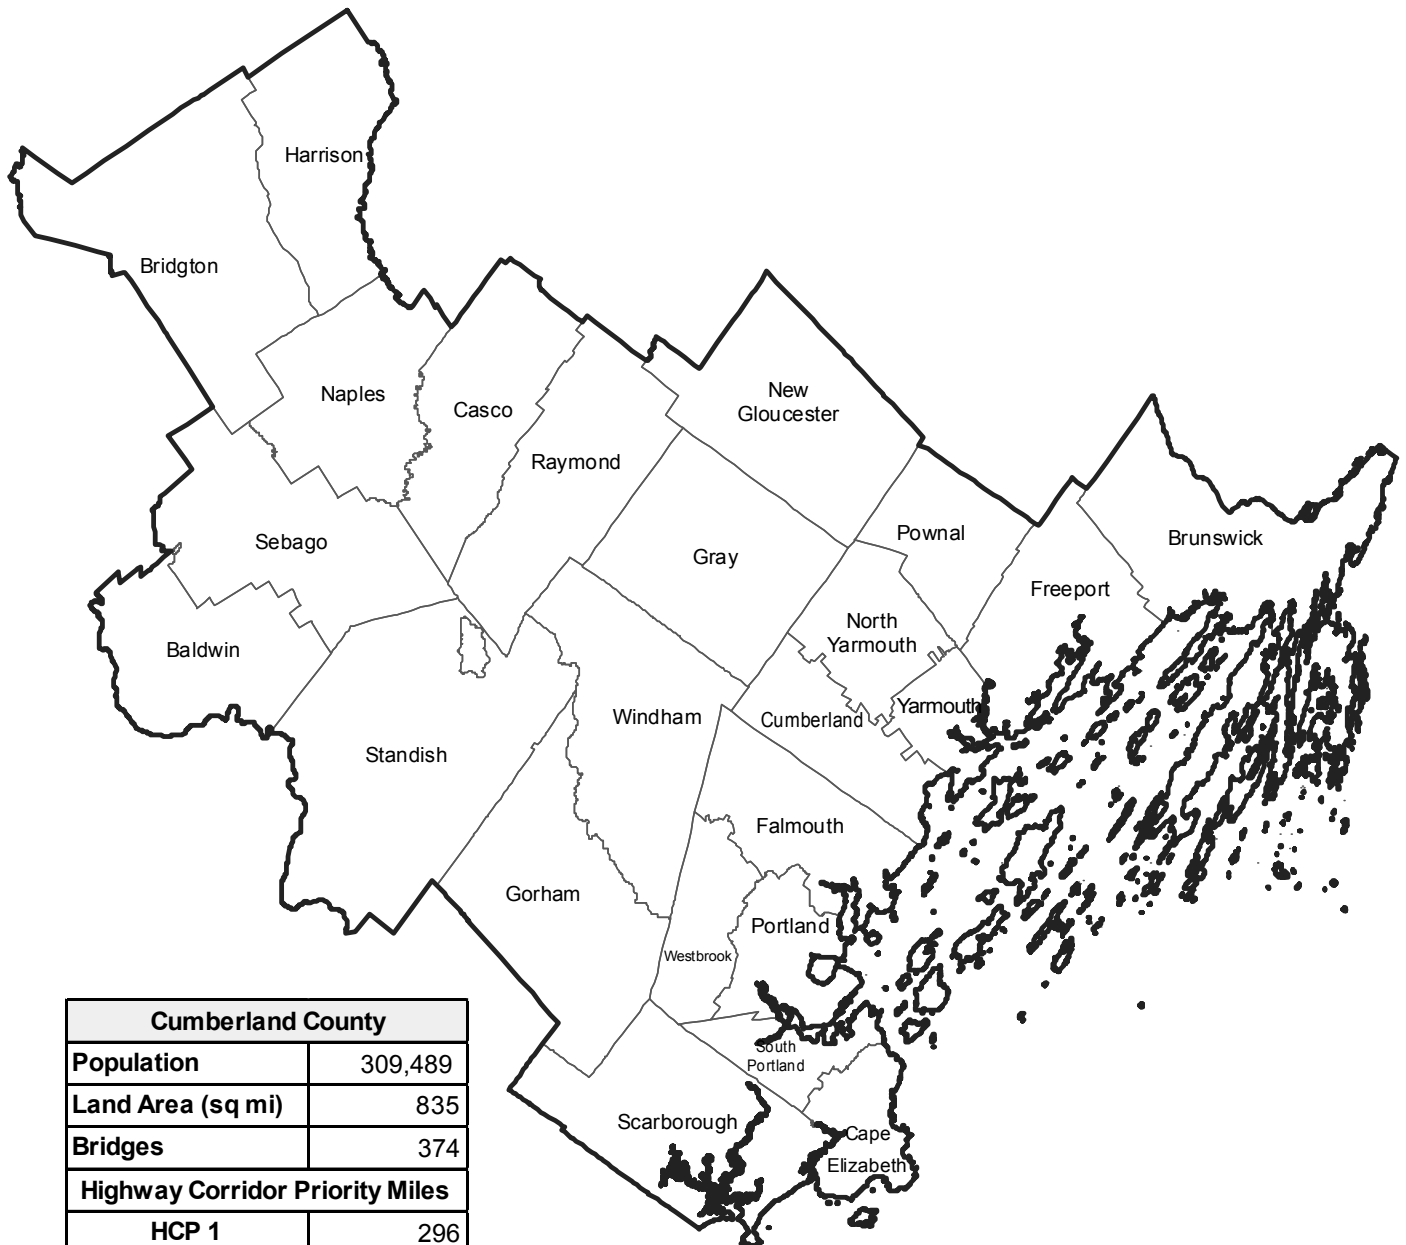 Harrison
Bridgton
Naples
Casco
New
Gloucester
Raymond
Sebago
Gray
Pownal
Brunswick
Freeport
North
Yarmouth
Baldwin
Yarmouth
Windham
Cumberland
Standish
Falmouth
Gorham
Portland
Westbrook
South
Portland
Scarborough
Cape
Elizabeth
Cumberland County
Population 309,489
Land Area (sq mi) 835
Bridges 374
Highway Corridor Priority Miles
HCP 1 296